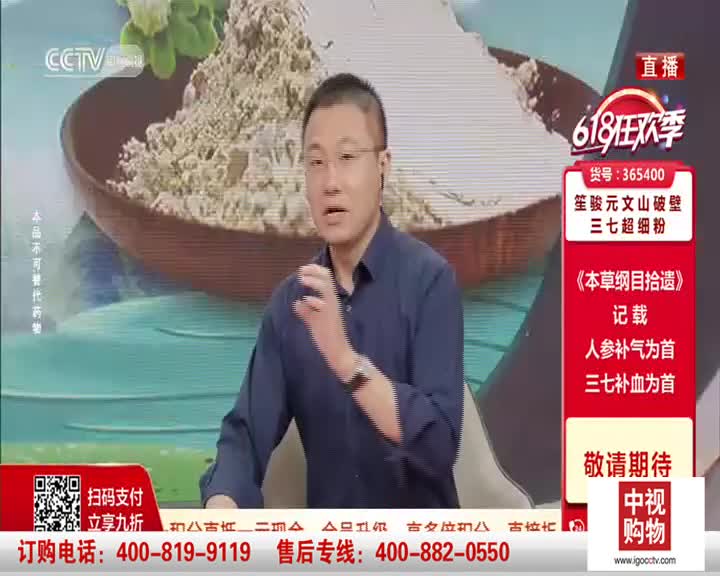 CCTV
直播
618狂欢季
货号:365400
笙骏元文山破壁
三七超细粉
《本草纲目拾遗》
记载
人参补气为首
三七补血为首
敬请期待
本品不可替代药物
扫码支付
立享九折
中视
购物
www.igocctv.com
订购电话：400-819-9119 售后专线：400-882-0550